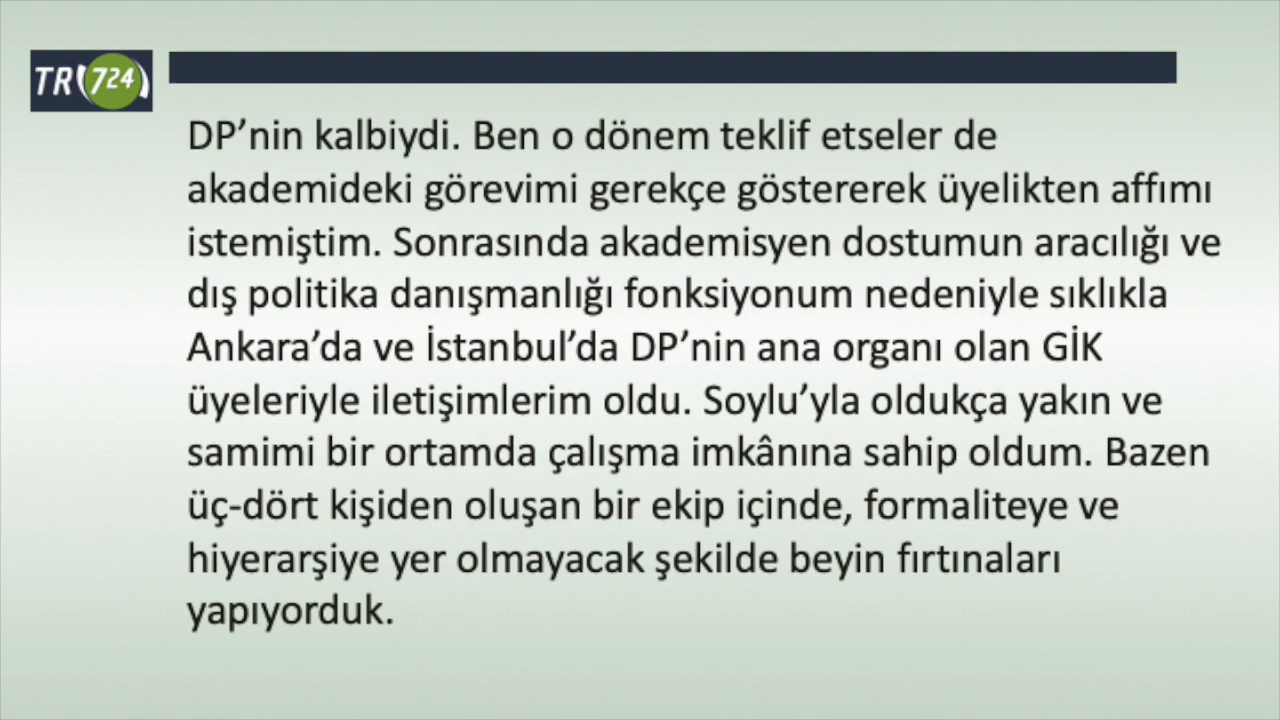 TR724
DP’nin kalbiydi. Ben o dönem teklif etseler de
akademideki görevimi gerekçe göstererek üyelikten affımı
istemiştim. Sonrasında akademisyen dostumun aracılığı ve
dış politika danışmanlığı fonksiyonum nedeniyle sıklıkla
Ankara’da ve İstanbul’da DP’nin ana organı olan GİK
üyeleriyle iletişimlerim oldu. Soylu’yla oldukça yakın ve
samimi bir ortamda çalışma imkânına sahip oldum. Bazen
üç-dört kişiden oluşan bir ekip içinde, formaliteye ve
hiyerarşiye yer olmayacak şekilde beyin fırtınaları
yapıyorduk.